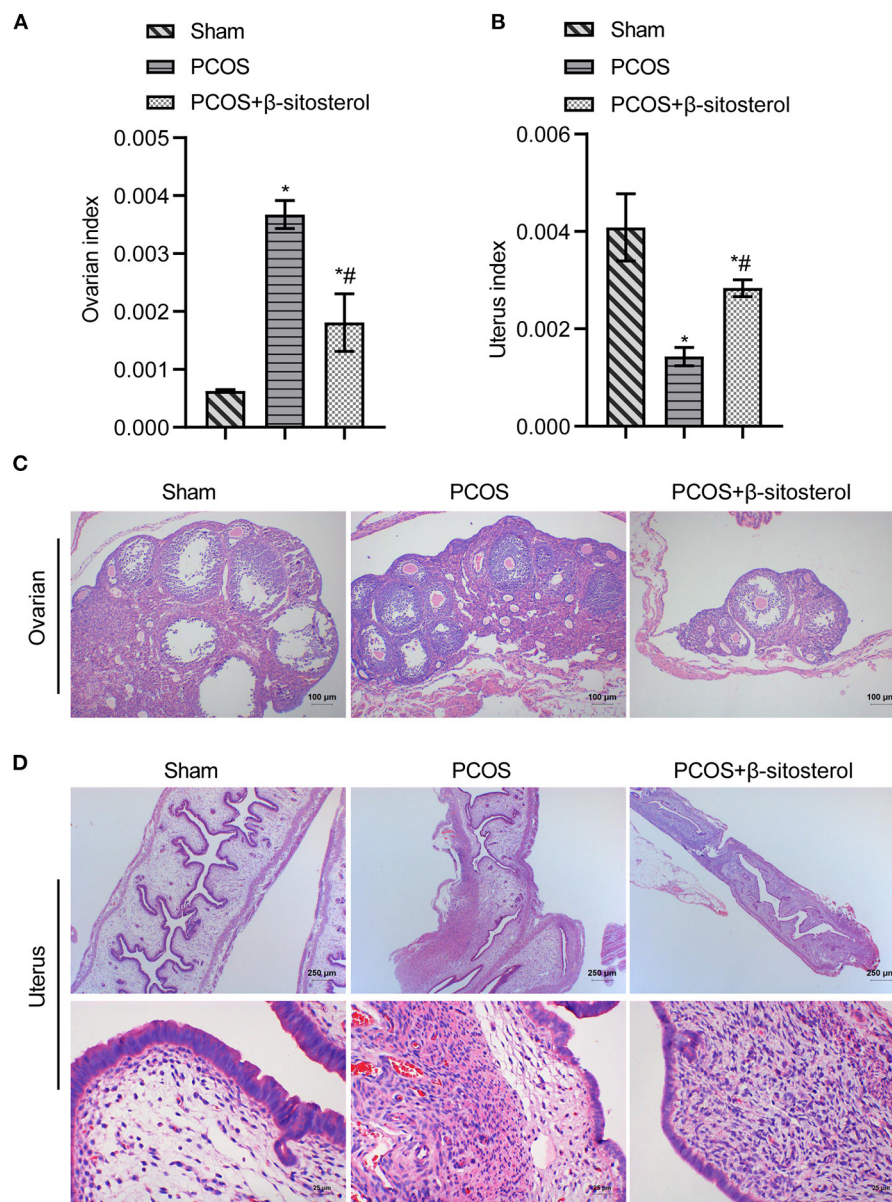 A
Sham
PCOS
PCOS+β-sitosterol
0.005
0.004
0.003
0.002
0.001
0.000
Ovarian index
*
*#
B
Sham
PCOS
PCOS+β-sitosterol
0.006
0.004
0.002
0.000
Uterus index
*
*#
C
Sham PCOS PCOS+β-sitosterol
Ovarian
100 μm 100 μm 100 μm
D
Sham PCOS PCOS+β-sitosterol
Uterus
250 μm 250 μm 250 μm
25 μm 25 μm 25 μm